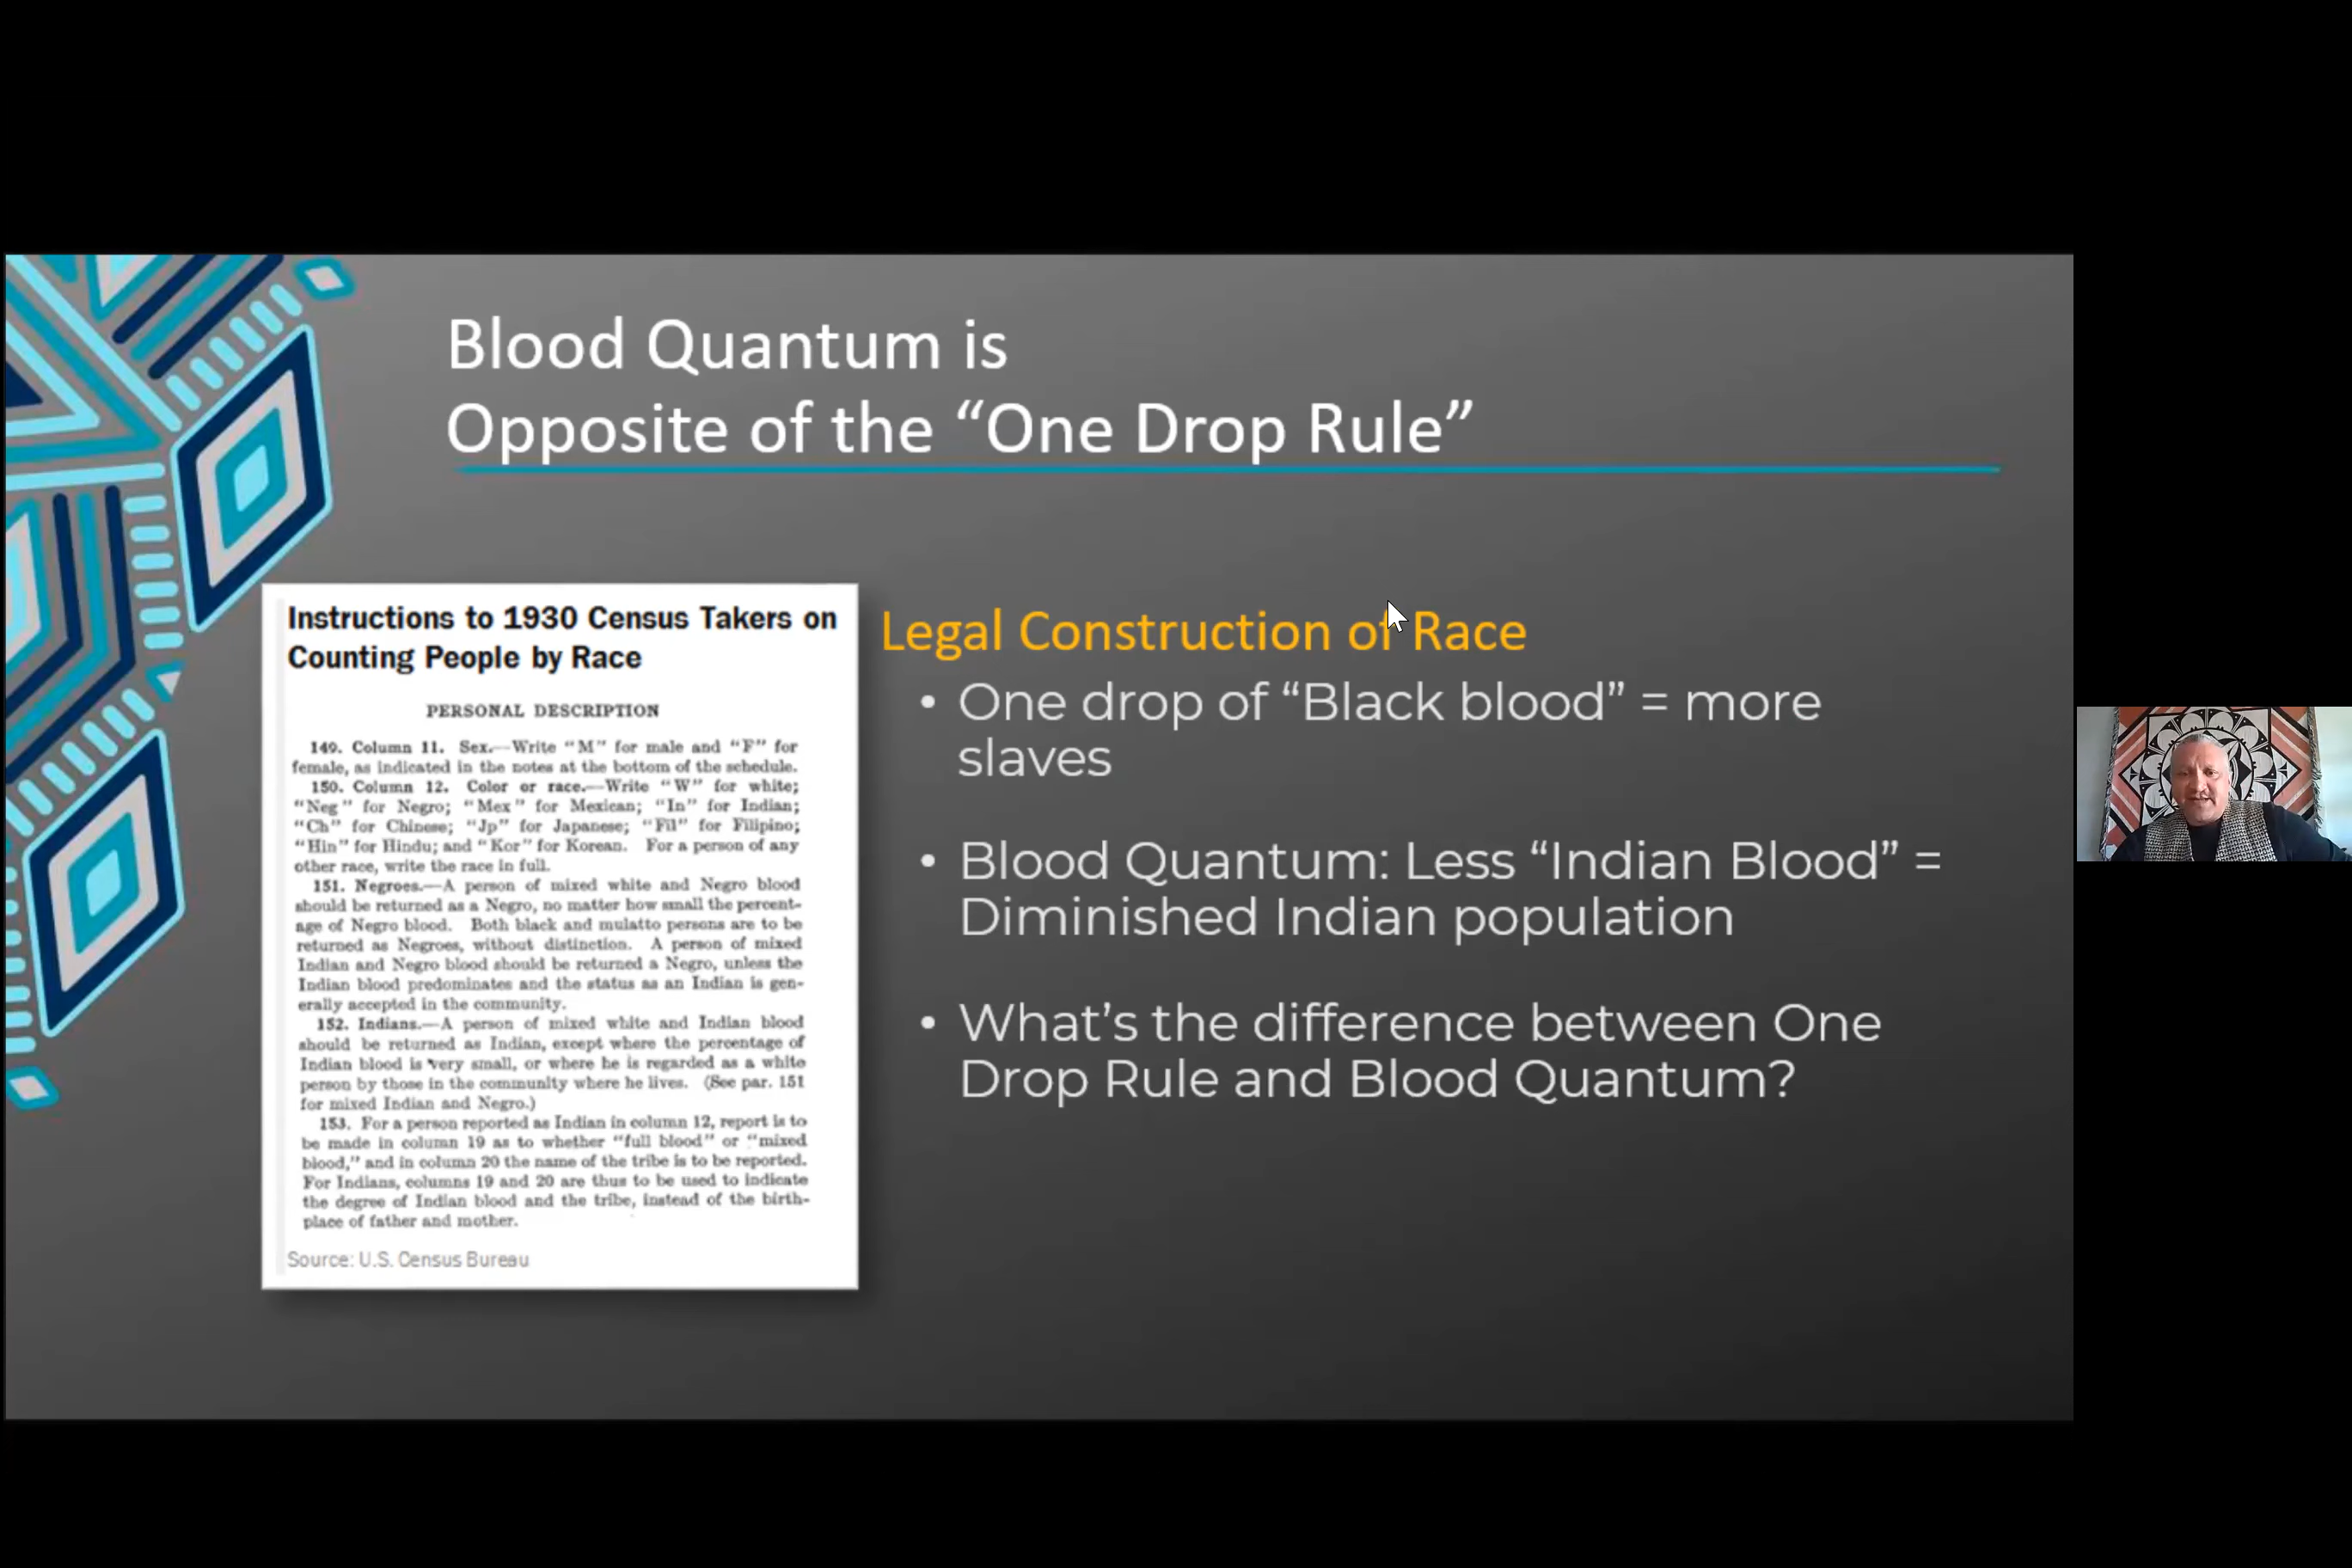 Blood Quantum is
Opposite of the “One Drop Rule”
Instructions to 1930 Census Takers on
Counting People by Race
PERSONAL DESCRIPTION
149. Column 11. Sex.—Write “M” for male and “F” for
female, as indicated in the notes at the bottom of the schedule.
150. Column 12. Color or race.—Write “W” for white;
“Neg” for Negro; “Mex” for Mexican; “In” for Indian;
“Ch” for Chinese; “Jp” for Japanese; “Fil” for Filipino;
“Hin” for Hindu; and “Kor” for Korean. For a person of any
other race, write the race in full.
151. Negroes.—A person of mixed white and Negro blood
should be returned as a Negro, no matter how small the percent-
age of Negro blood. Both black and mulatto persons are to be
returned as Negroes, without distinction. A person of mixed
Indian and Negro blood should be returned a Negro, unless the
Indian blood predominates and the status as an Indian is gen-
erally accepted in the community.
152. Indians.—A person of mixed white and Indian blood
should be returned as Indian, except where the percentage of
Indian blood is very small, or where he is regarded as a white
person by those in the community where he lives. (See par. 151
for mixed Indian and Negro.)
153. For a person reported as Indian in column 12, report is to
be made in column 19 as to whether “full blood” or “mixed
blood,” and in column 20 the name of the tribe is to be reported.
For Indians, columns 19 and 20 are thus to be used to indicate
the degree of Indian blood and the tribe, instead of the birth-
place of father and mother.
Source: U.S. Census Bureau
Legal Construction of Race
• One drop of “Black blood” = more
slaves
• Blood Quantum: Less “Indian Blood” =
Diminished Indian population
• What’s the difference between One
Drop Rule and Blood Quantum?